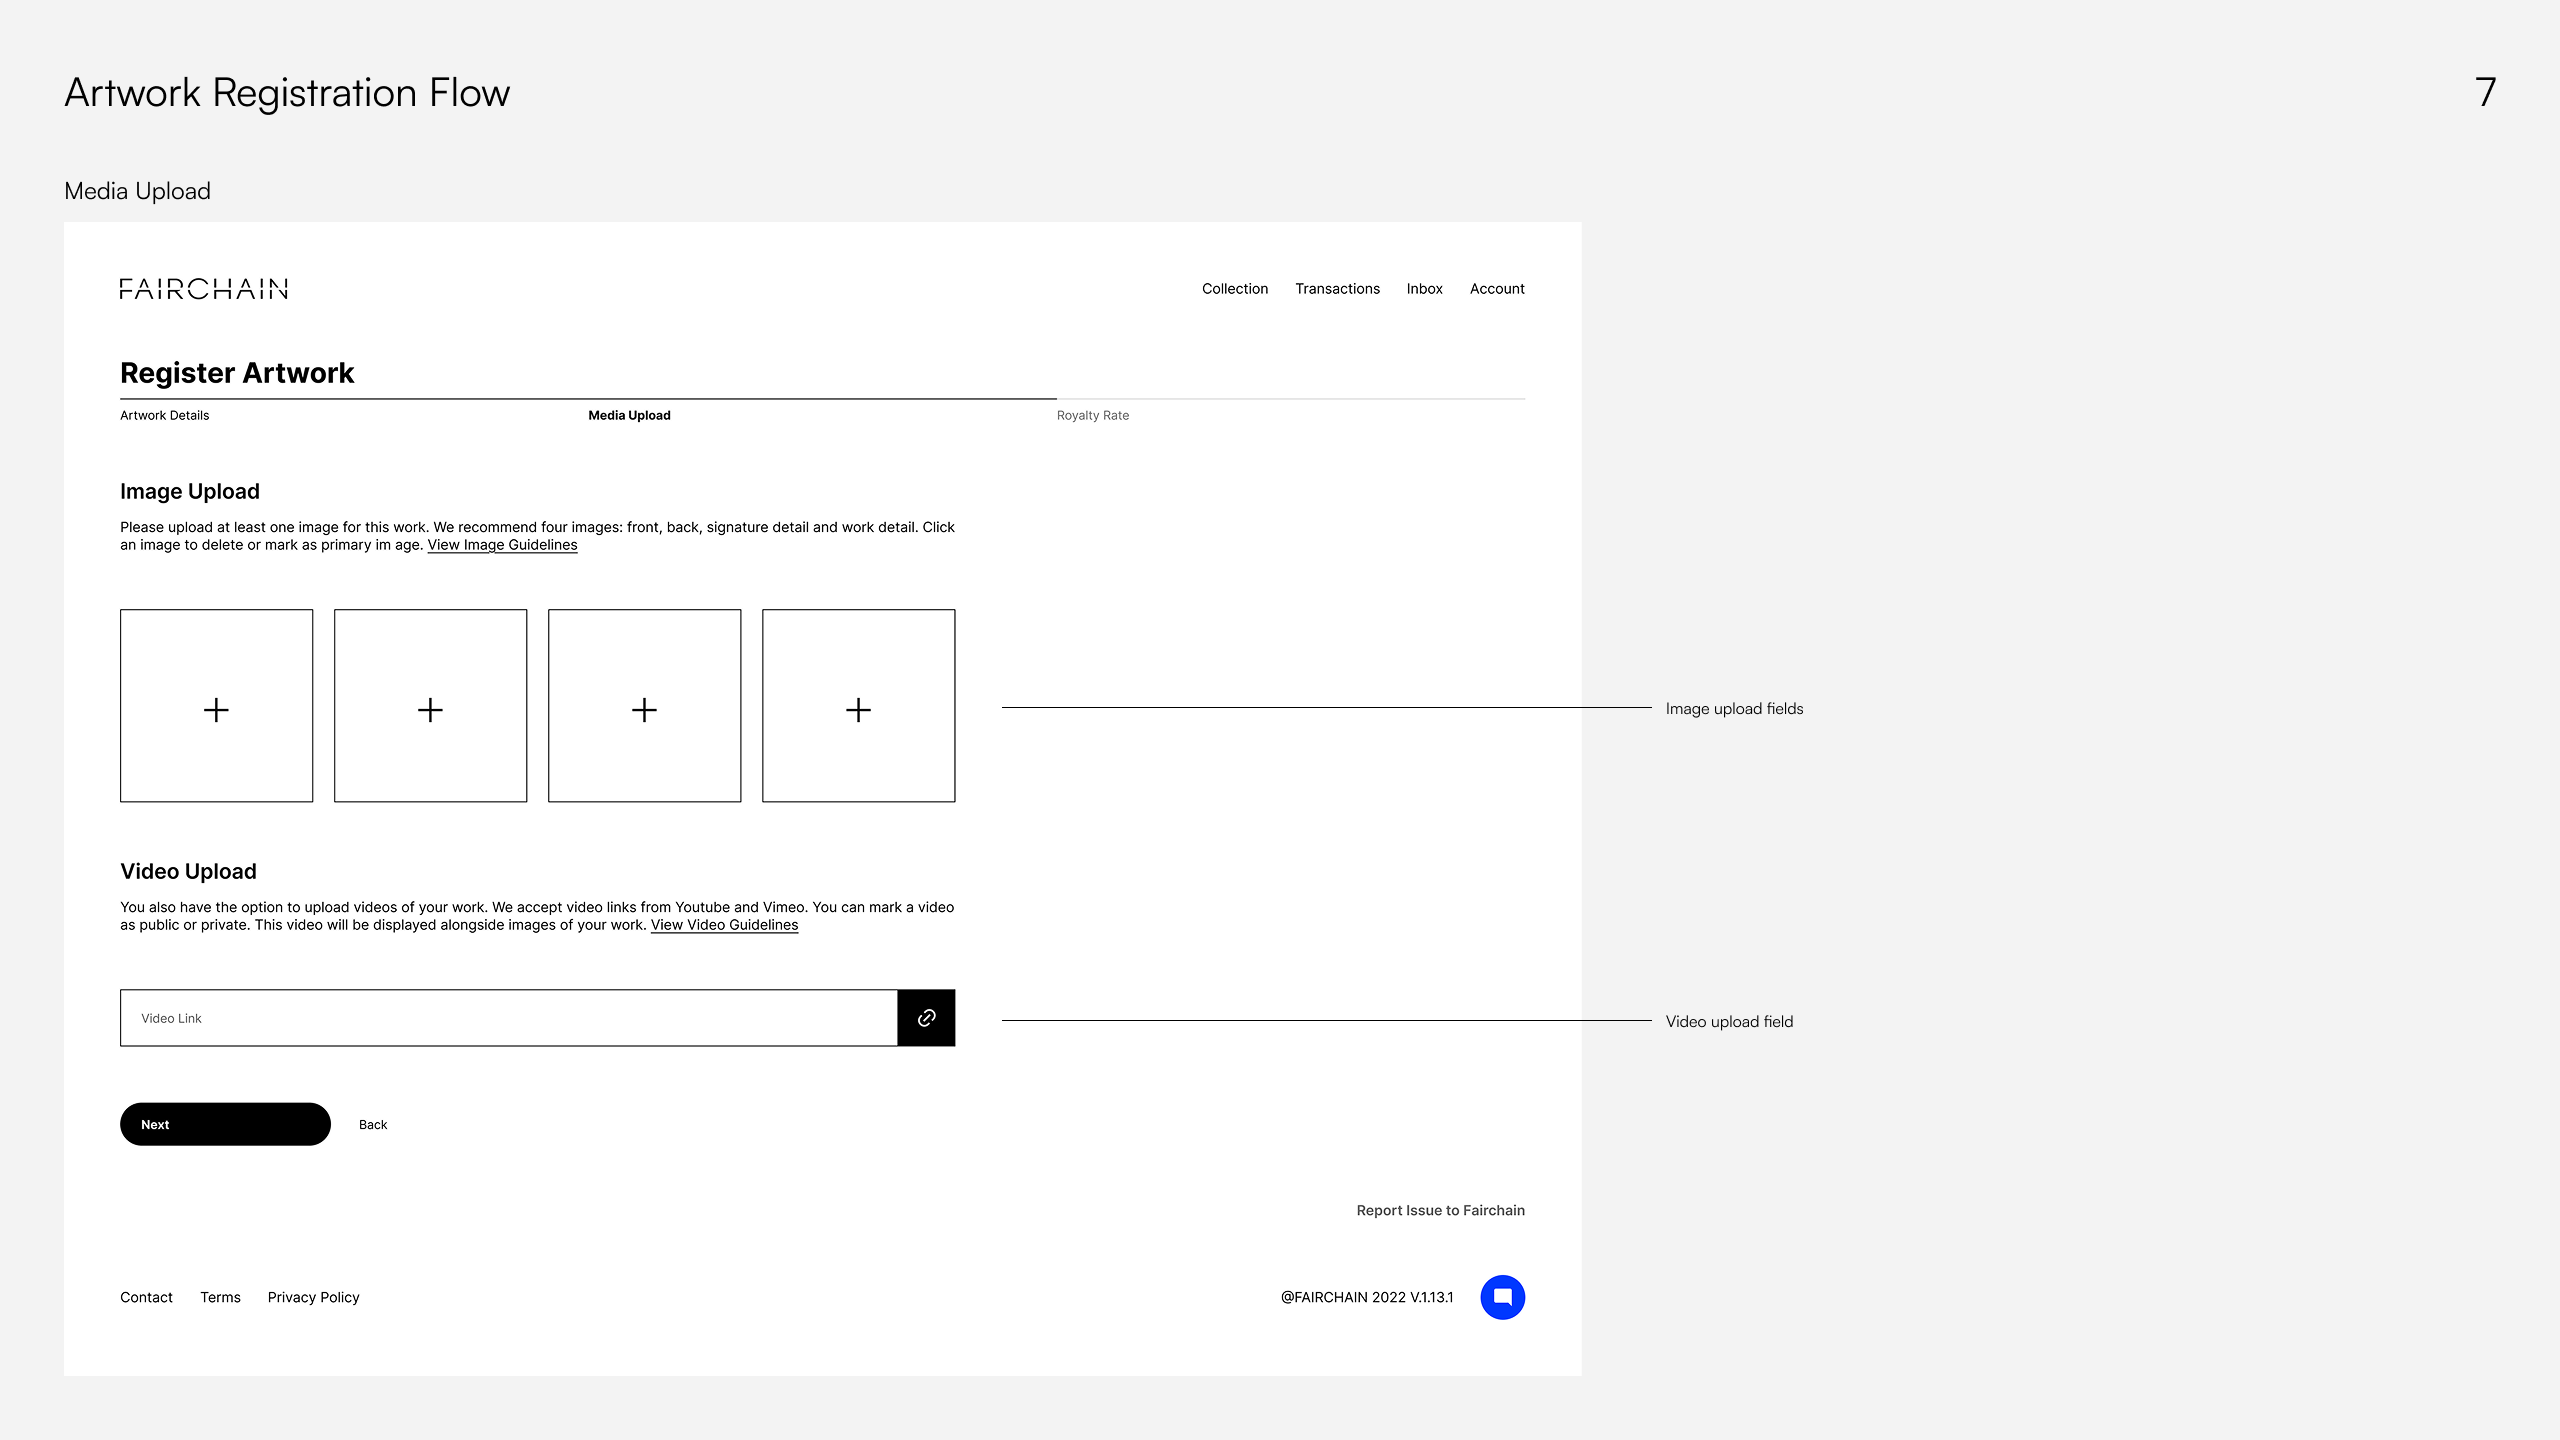 Artwork Registration Flow
7
Media Upload
FAIRCHAIN
Collection Transactions Inbox Account
Register Artwork
Artwork Details Media Upload Royalty Rate
Image Upload
Please upload at least one image for this work. We recommend four images: front, back, signature detail and work detail. Click
an image to delete or mark as primary im age. View Image Guidelines
Image upload fields
Video Upload
You also have the option to upload videos of your work. We accept video links from Youtube and Vimeo. You can mark a video
as public or private. This video will be displayed alongside images of your work. View Video Guidelines
Video Link
Video upload field
Next Back
Report Issue to Fairchain
Contact Terms Privacy Policy @FAIRCHAIN 2022 V.1.13.1